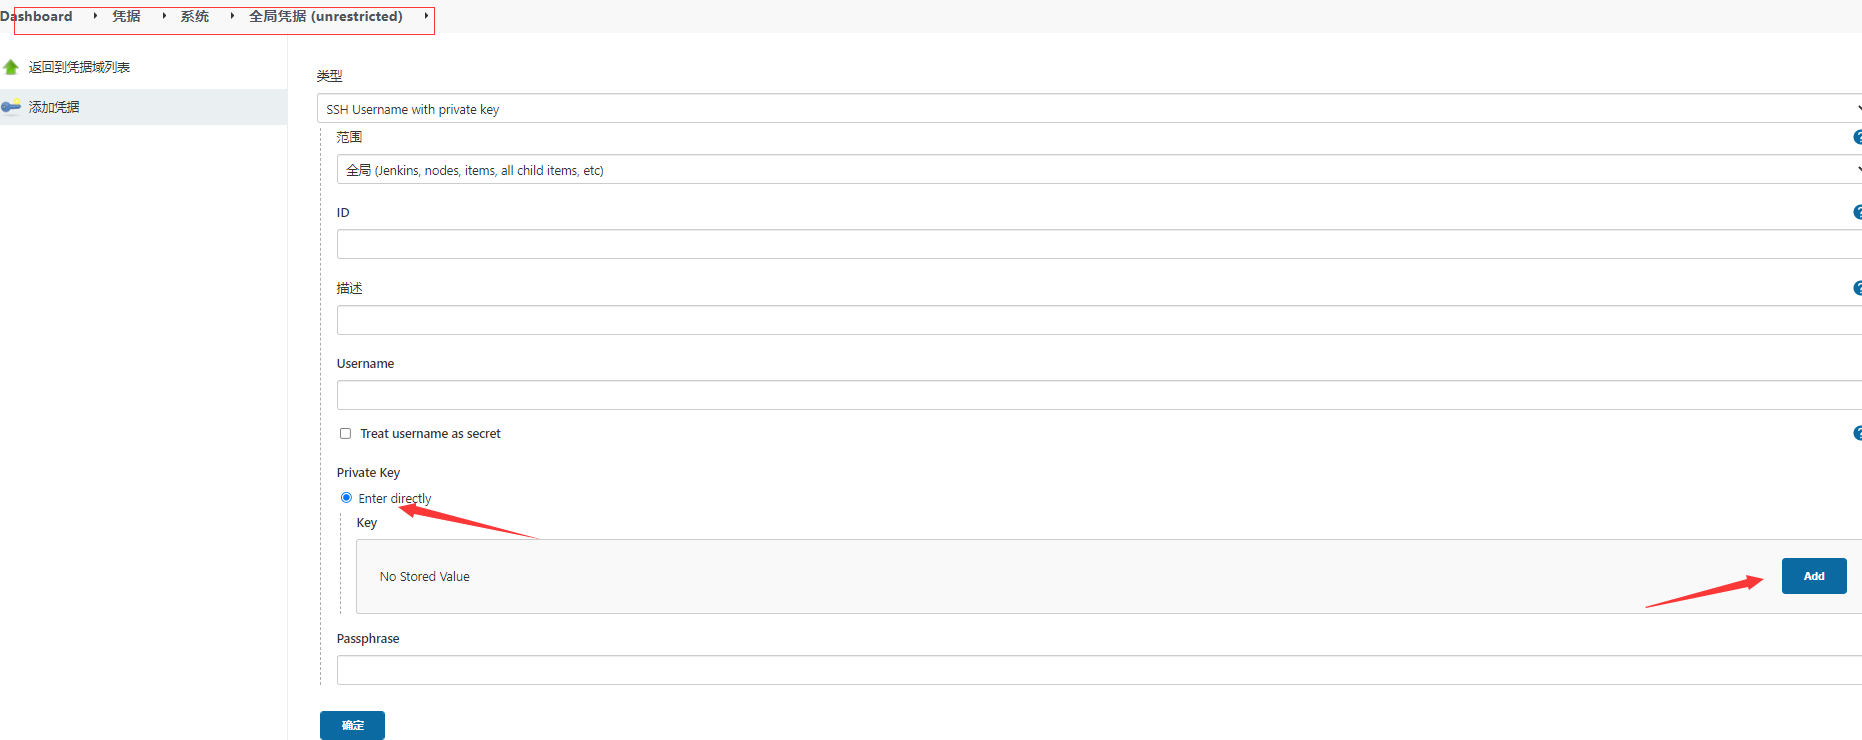 Dashboard 凭据 系统 全局凭据 (unrestricted)
返回到凭据域列表
添加凭据
类型
SSH Username with private key
范围
全局 (Jenkins, nodes, items, all child items, etc)
ID
描述
Username
Treat username as secret
Private Key
Enter directly
Key
No Stored Value
Add
Passphrase
确定